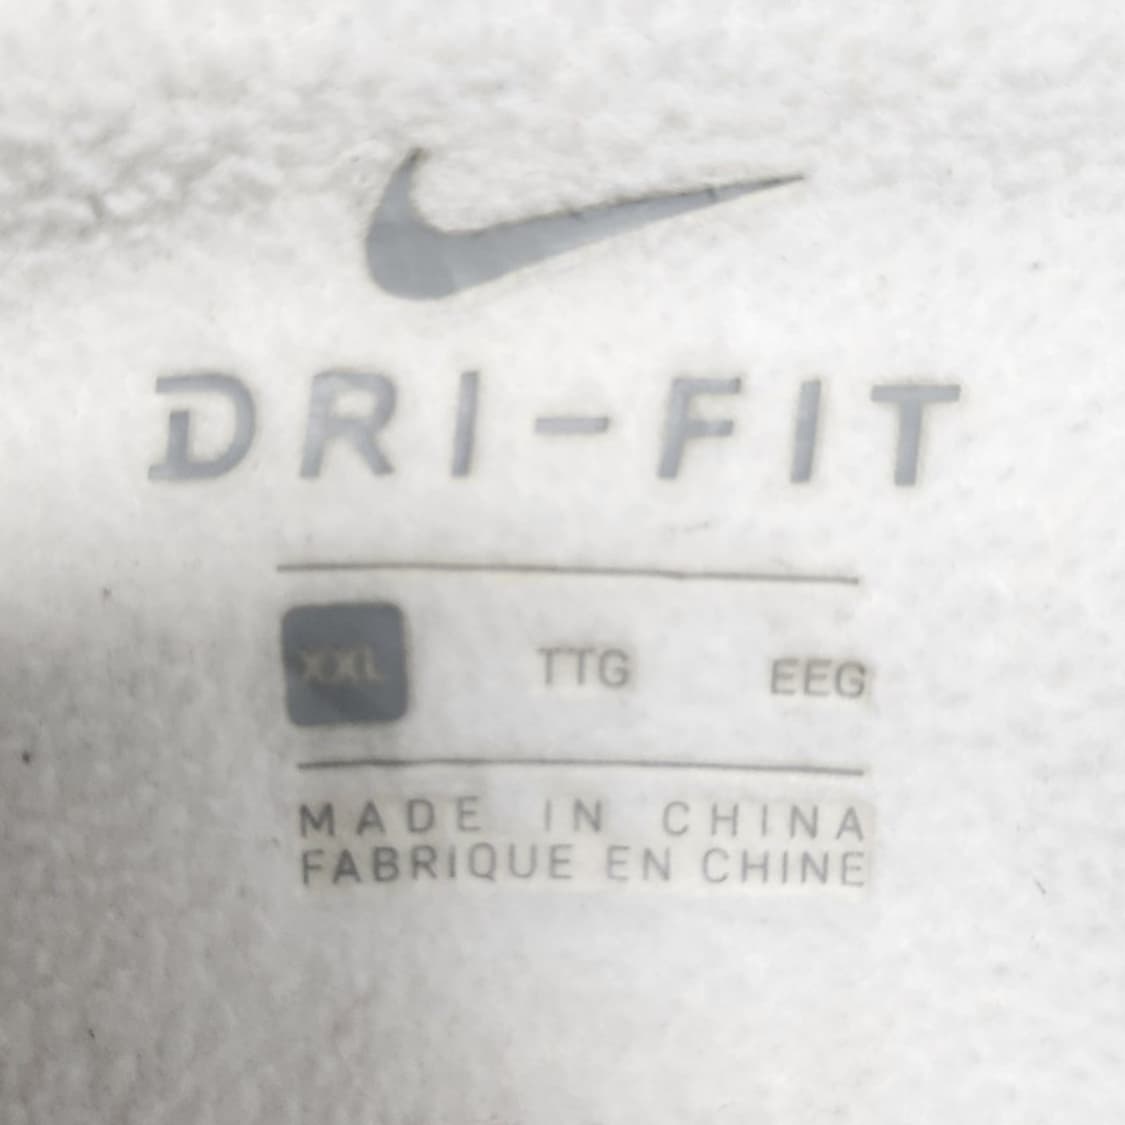 DRI-FIT
XXL TTG EEG
MADE IN CHINA
FABRIQUE EN CHINE